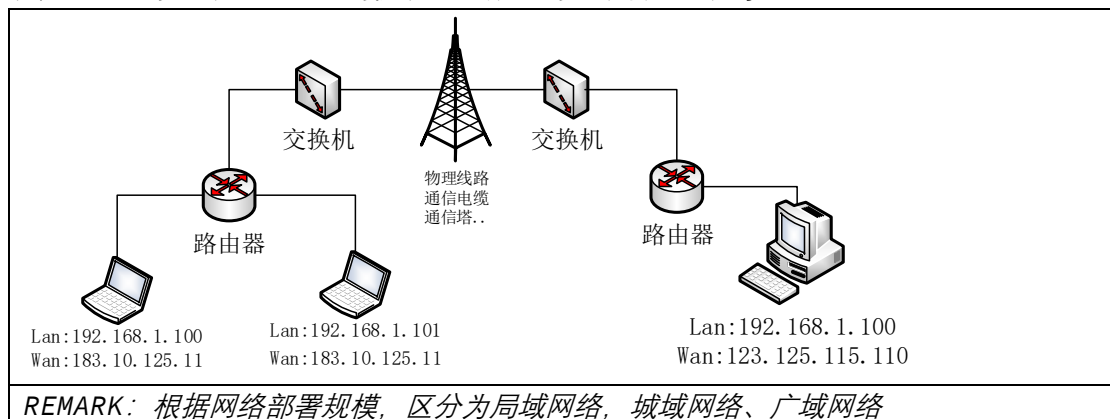 交换机
交换机
物理线路
通信电缆
通信塔..
路由器
路由器
Lan:192.168.1.100
Wan:183.10.125.11
Lan:192.168.1.101
Wan:183.10.125.11
Lan:192.168.1.100
Wan:123.125.115.110
REMARK: 根据网络部署规模, 区分为局域网络, 城域网络、广域网络